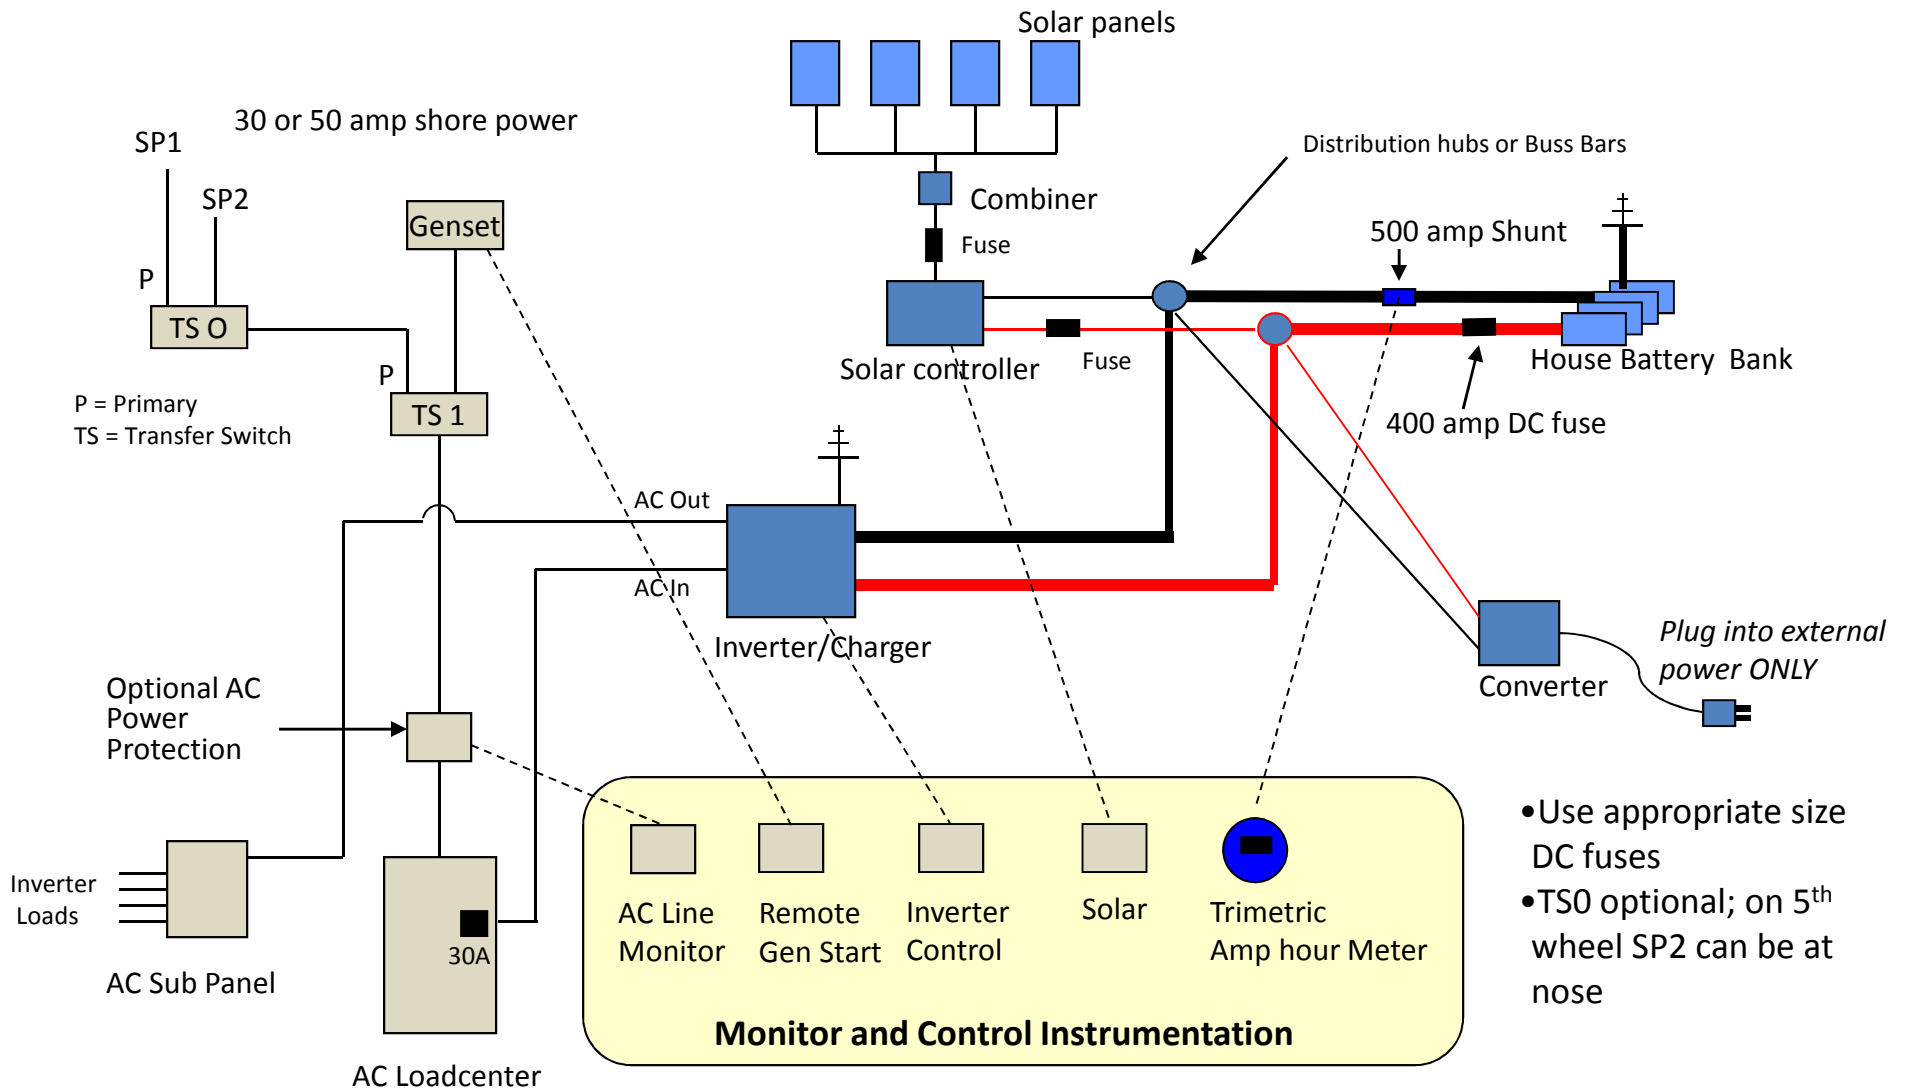 Solar panels
30 or 50 amp shore power
SP1
SP2
Distribution hubs or Buss Bars
Combiner
Genset
500 amp Shunt
Fuse
P
TS O
Solar controller
Fuse
House Battery Bank
P
P = Primary
TS = Transfer Switch
TS 1
400 amp DC fuse
AC Out
AC In
Inverter/Charger
Plug into external
power ONLY
Converter
Optional AC
Power
Protection
•Use appropriate size
DC fuses
•TS0 optional; on 5th
wheel SP2 can be at
nose
Inverter
Loads
AC Sub Panel
30A
AC Loadcenter
AC Line
Monitor
Remote
Gen Start
Inverter
Control
Solar
Trimetric
Amp hour Meter
Monitor and Control Instrumentation